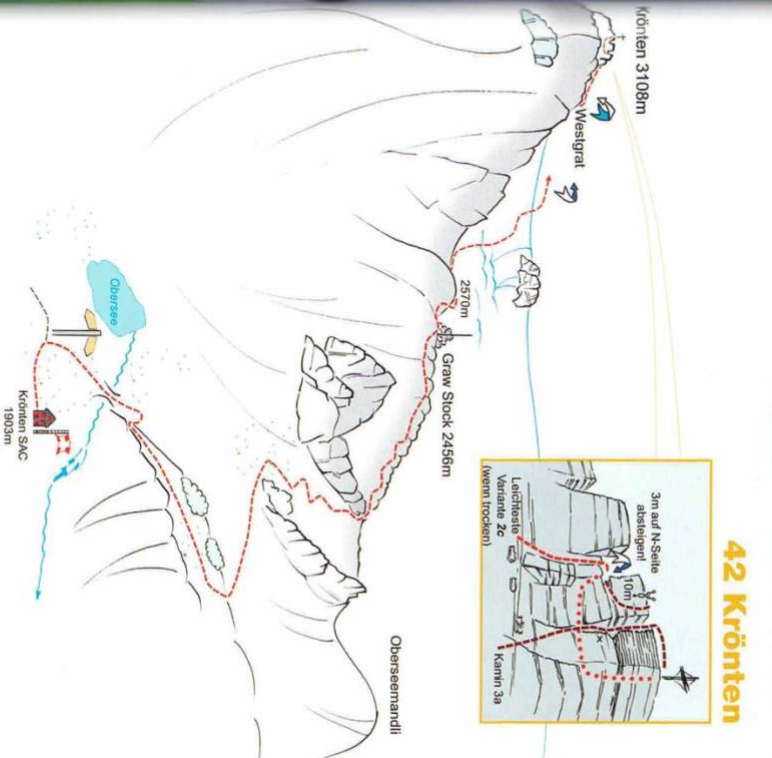 42 Krönten
3m auf N-Seite
absteigen!
10m
Leichteste
Variante 2c
(wenn trocken)
Kamin 3a
Krönten 3108m
Westgrat
2570m
Graw Stock 2456m
Oberseemandli
Obersee
Krönten SAC
1903m